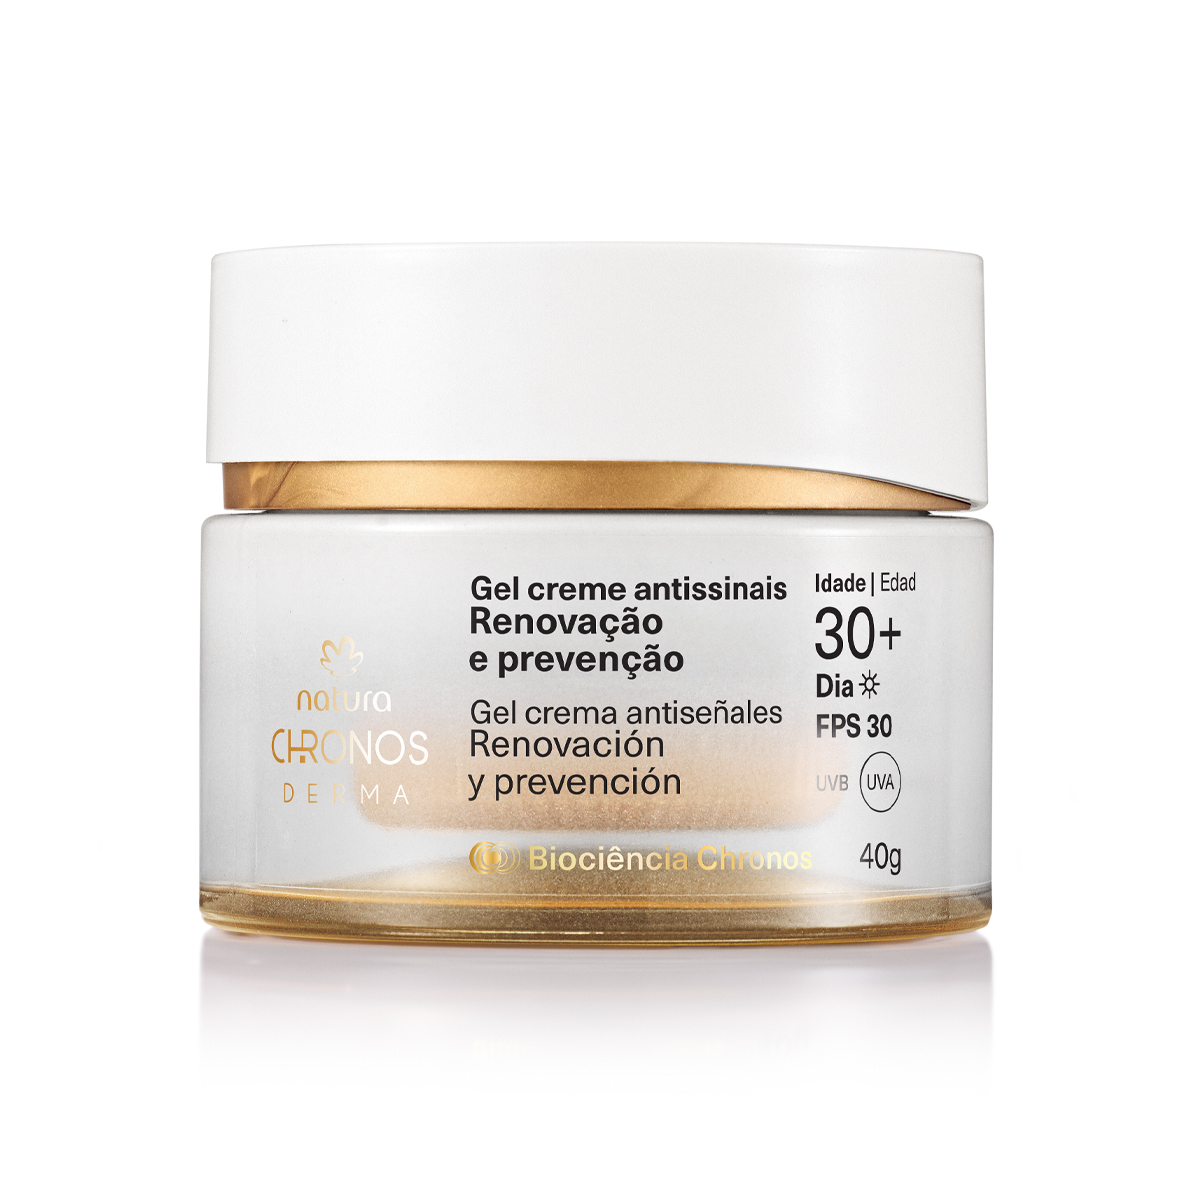 Gel creme antissinais
Renovação
e prevenção
Gel crema antiseñales
Renovación
y prevención
Idade | Edad
30+
Dia
FPS 30
UVB UVA
natura
CHRONOS
DERMA
Biociência Chronos
40g